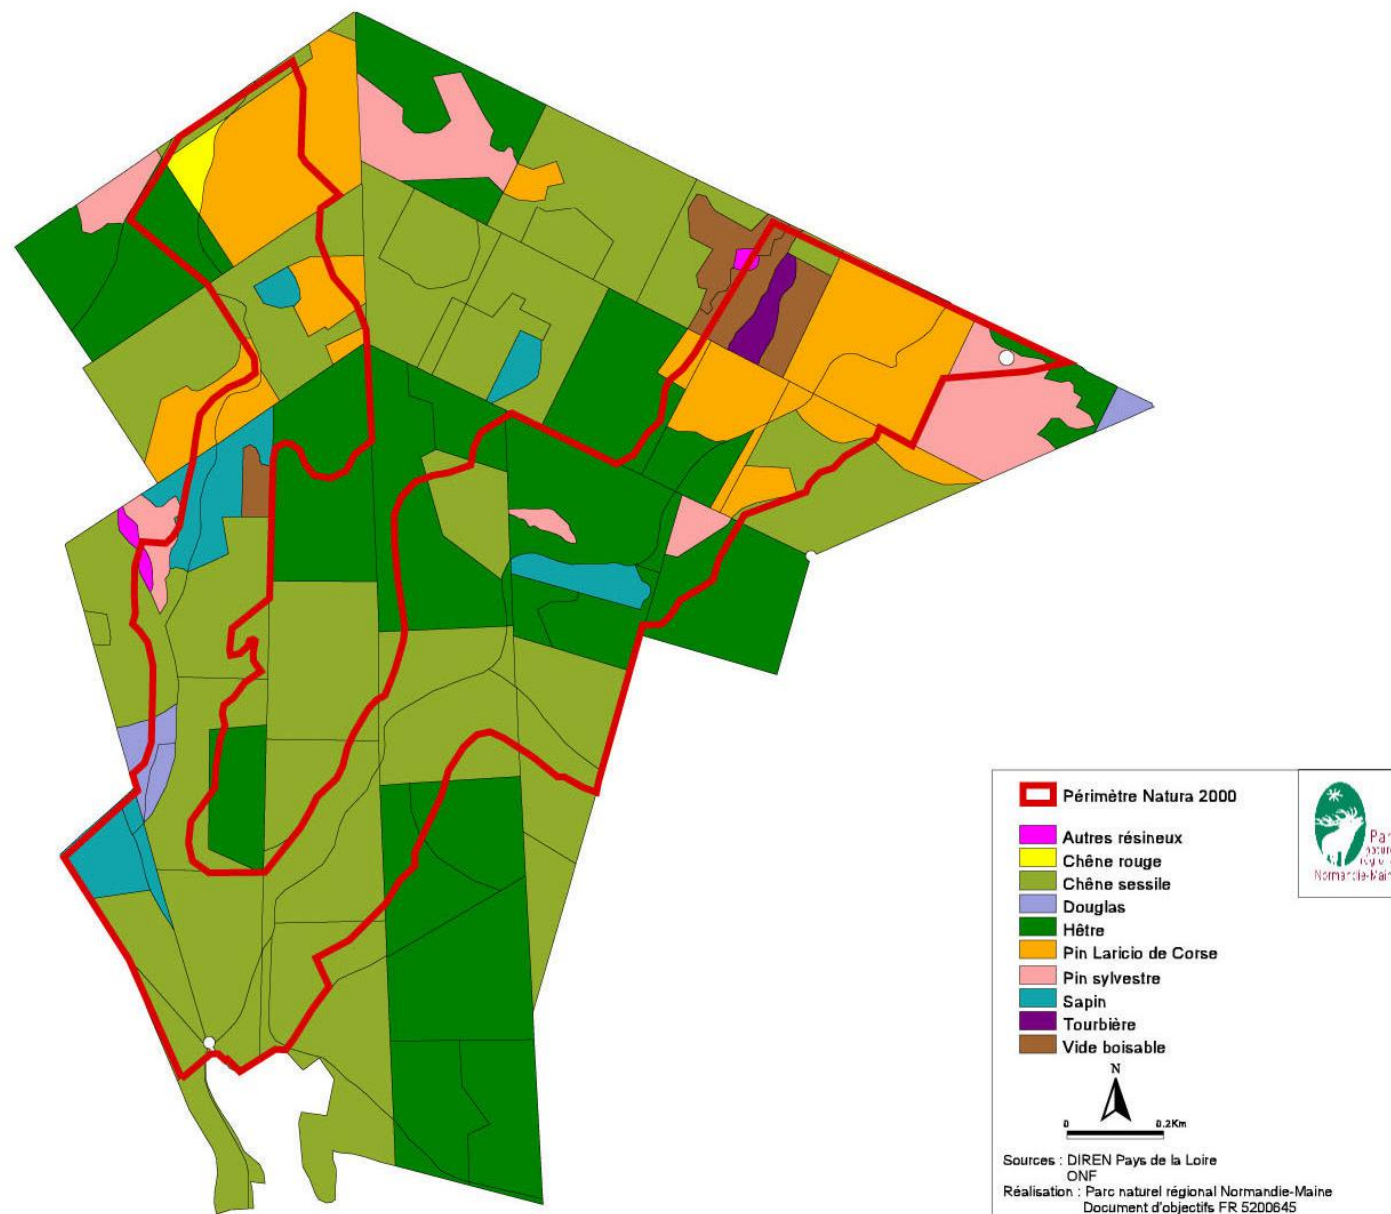 Périmètre Natura 2000
Autres résineux
Chêne rouge
Chêne sessile
Douglas
Hêtre
Pin Laricio de Corse
Pin sylvestre
Sapin
Tourbière
Vide boisable
Normandie-Main
N
0 0.2Km
Sources : DIREN Pays de la Loire
ONF
Réalisation : Parc naturel régional Normandie-Maine
Document d'objectifs FR 5200645